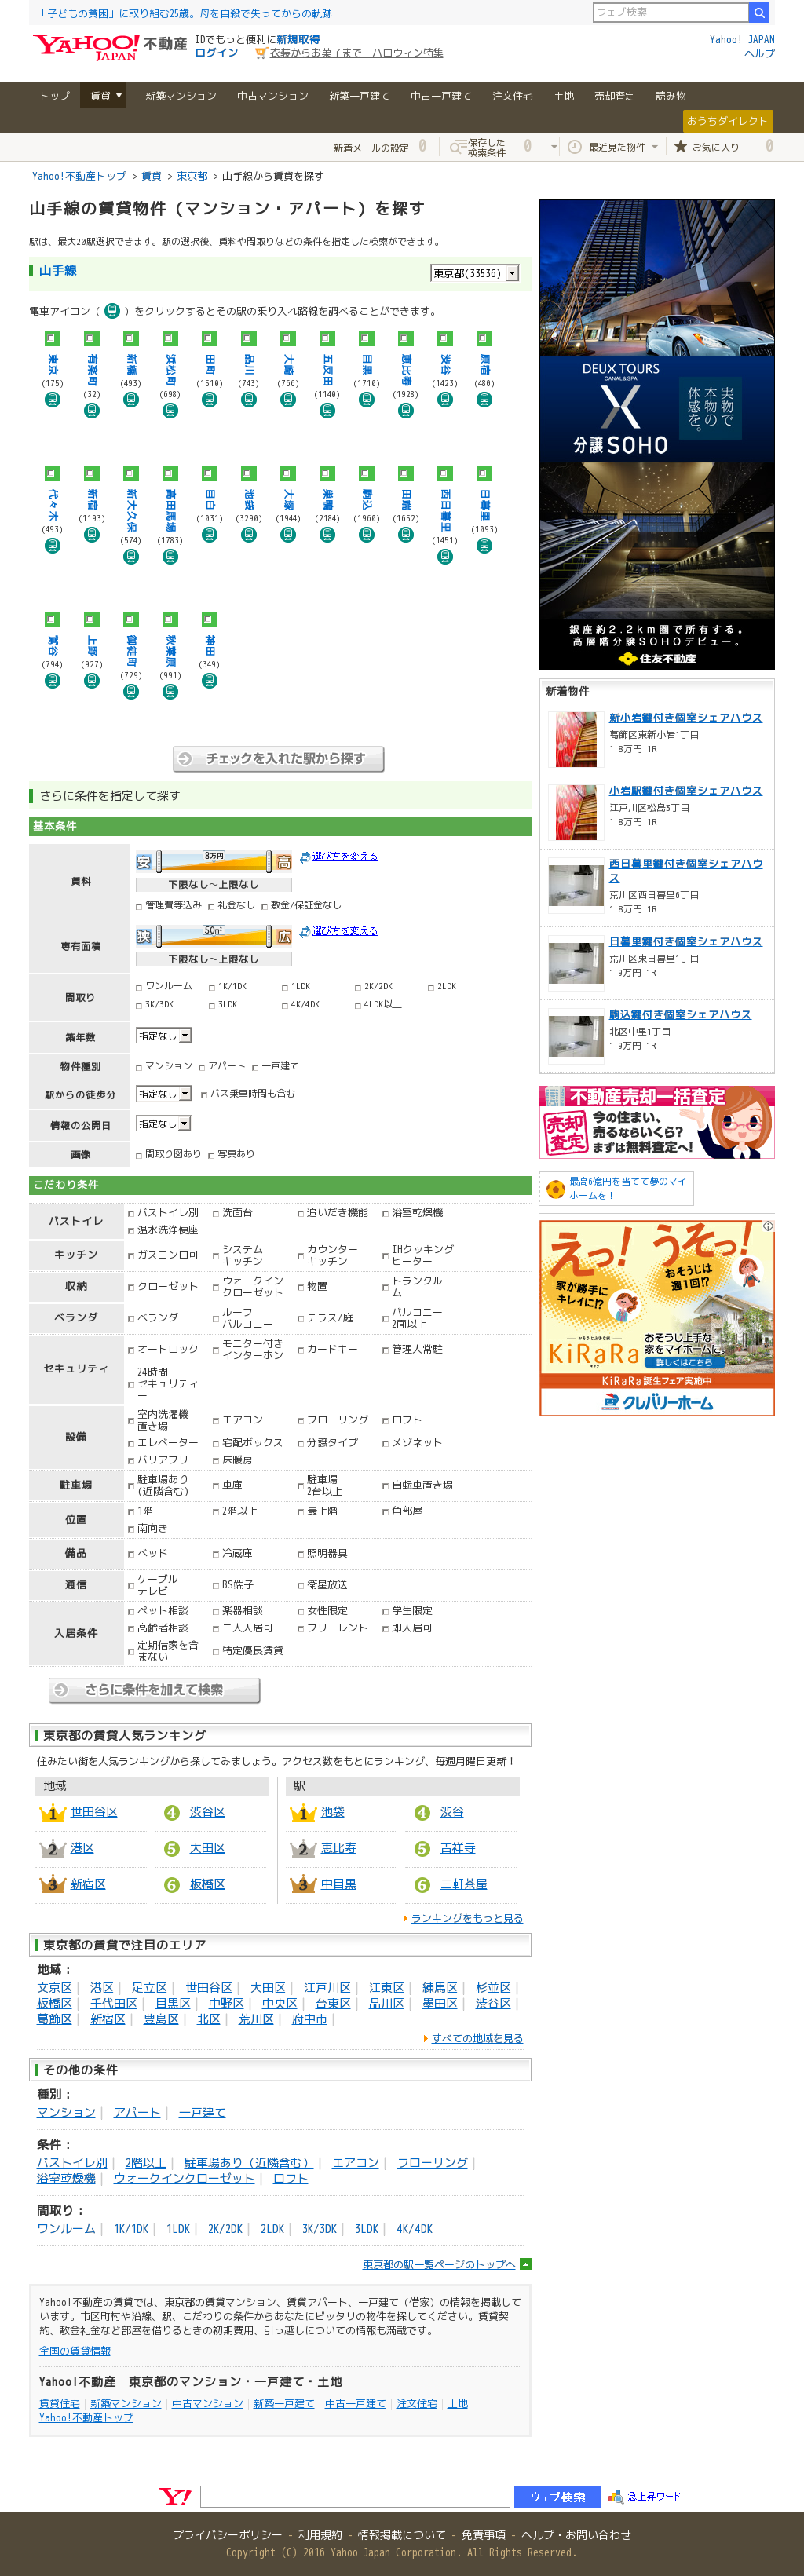 「子どもの貧困」に取り組む25歳。母を自殺で失ってからの軌跡
ウェブ検索
YAHOO! JAPAN 不動産
IDでもっと便利に新規取得
ログイン
衣装からお菓子まで ハロウィン特集
Yahoo! JAPAN
ヘルプ
トップ 賃貸 ▼ 新築マンション 中古マンション 新築一戸建て 中古一戸建て 注文住宅 土地 売却査定 読み物
おうちダイレクト
新着メールの設定 0 保存した検索条件 0 最近見た物件 お気に入り 0
Yahoo!不動産トップ > 賃貸 > 東京都 > 山手線から賃貸を探す
山手線の賃貸物件（マンション・アパート）を探す
駅は、最大20駅選択できます。駅の選択後、賃料や間取りなどの条件を指定した検索ができます。
山手線
東京都(33536)
電車アイコン（ ）をクリックするとその駅の乗り入れ路線を調べることができます。
東京 (175)
有楽町 (32)
新橋 (493)
浜松町 (698)
田町 (1510)
品川 (743)
大崎 (766)
五反田 (1140)
目黒 (1710)
恵比寿 (1928)
渋谷 (1423)
原宿 (480)
代々木 (493)
新宿 (1193)
新大久保 (574)
高田馬場 (1783)
目白 (1031)
池袋 (3290)
大塚 (1944)
巣鴨 (2184)
駒込 (1960)
田端 (1652)
西日暮里 (1451)
日暮里 (1093)
鶯谷 (794)
上野 (927)
御徒町 (729)
秋葉原 (991)
神田 (349)
チェックを入れた駅から探す
さらに条件を指定して探す
基本条件
賃料
安 8万円 高 選び方を変える
下限なし～上限なし
管理費等込み 礼金なし 敷金/保証金なし
専有面積
狭 50m² 広 選び方を変える
下限なし～上限なし
間取り
ワンルーム 1K/1DK 1LDK 2K/2DK 2LDK
3K/3DK 3LDK 4K/4DK 4LDK以上
築年数 指定なし
物件種別 マンション アパート 一戸建て
駅からの徒歩分 指定なし バス乗車時間も含む
情報の公開日 指定なし
画像 間取り図あり 写真あり
こだわり条件
バストイレ
バストイレ別 洗面台 追いだき機能 浴室乾燥機
温水洗浄便座
キッチン
ガスコンロ可 システムキッチン カウンターキッチン IHクッキングヒーター
収納
クローゼット ウォークインクローゼット 物置 トランクルーム
ベランダ
ベランダ ルーフバルコニー テラス/庭 バルコニー2面以上
セキュリティ
オートロック モニター付きインターホン カードキー 管理人常駐
24時間セキュリティー
設備
室内洗濯機置き場 エアコン フローリング ロフト
エレベーター 宅配ボックス 分譲タイプ メゾネット
バリアフリー 床暖房
駐車場
駐車場あり(近隣含む) 車庫 駐車場2台以上 自転車置き場
位置
1階 2階以上 最上階 角部屋
南向き
備品
ベッド 冷蔵庫 照明器具
通信
ケーブルテレビ BS端子 衛星放送
入居条件
ペット相談 楽器相談 女性限定 学生限定
高齢者相談 二人入居可 フリーレント 即入居可
定期借家を含まない 特定優良賃貸
さらに条件を加えて検索
東京都の賃貸人気ランキング
住みたい街を人気ランキングから探してみましょう。アクセス数をもとにランキング、毎週月曜日更新！
地域
1 世田谷区 4 渋谷区
2 港区 5 大田区
3 新宿区 6 板橋区
駅
1 池袋 4 渋谷
2 恵比寿 5 吉祥寺
3 中目黒 6 三軒茶屋
ランキングをもっと見る
東京都の賃貸で注目のエリア
地域：
文京区｜ 港区｜ 足立区｜ 世田谷区｜ 大田区｜ 江戸川区｜ 江東区｜ 練馬区｜ 杉並区｜
板橋区｜ 千代田区｜ 目黒区｜ 中野区｜ 中央区｜ 台東区｜ 品川区｜ 墨田区｜ 渋谷区｜
葛飾区｜ 新宿区｜ 豊島区｜ 北区｜ 荒川区｜ 府中市｜
すべての地域を見る
その他の条件
種別：
マンション｜ アパート｜ 一戸建て
条件：
バストイレ別｜ 2階以上｜ 駐車場あり（近隣含む）｜ エアコン｜ フローリング｜
浴室乾燥機｜ ウォークインクローゼット｜ ロフト
間取り：
ワンルーム｜ 1K/1DK｜ 1LDK｜ 2K/2DK｜ 2LDK｜ 3K/3DK｜ 3LDK｜ 4K/4DK
東京都の駅一覧ページのトップへ
Yahoo!不動産の賃貸では、東京都の賃貸マンション、賃貸アパート、一戸建て（借家）の情報を掲載して
います。市区町村や沿線、駅、こだわりの条件からあなたにピッタリの物件を探してください。賃貸契
約、敷金礼金など部屋を借りるときの初期費用、引っ越しについての情報も満載です。
全国の賃貸情報
Yahoo!不動産 東京都のマンション・一戸建て・土地
賃貸住宅｜新築マンション｜中古マンション｜新築一戸建て｜中古一戸建て｜注文住宅｜土地｜
Yahoo!不動産トップ
DEUX TOURS
CANAL&SPA
X
分譲SOHO
実物で本物の体感を。
銀座約2.2km圏で所有する。
高層階分譲SOHOデビュー。
住友不動産
新着物件
新小岩鍵付き個室シェアハウス
葛飾区東新小岩1丁目
1.8万円 1R
小岩駅鍵付き個室シェアハウス
江戸川区松島3丁目
1.8万円 1R
西日暮里鍵付き個室シェアハウ
ス
荒川区西日暮里6丁目
1.8万円 1R
日暮里鍵付き個室シェアハウス
荒川区東日暮里1丁目
1.9万円 1R
駒込鍵付き個室シェアハウス
北区中里1丁目
1.9万円 1R
不動産売却一括査定
売却査定
今の住まい、
売るならいくら？
まずは無料査定へ！
最高6億円を当てて夢のマイ
ホームを！
えっ！
家が勝手にキレイに!?
うそっ！
おそうじは週1回!?
おそうじ上手な
家をマイホームに。
KiRaRa
詳しくはこちら
KiRaRa誕生フェア実施中
クレバリーホーム
Y! ウェブ検索 急上昇ワード
プライバシーポリシー - 利用規約 - 情報掲載について - 免責事項 - ヘルプ・お問い合わせ
Copyright (C) 2016 Yahoo Japan Corporation. All Rights Reserved.